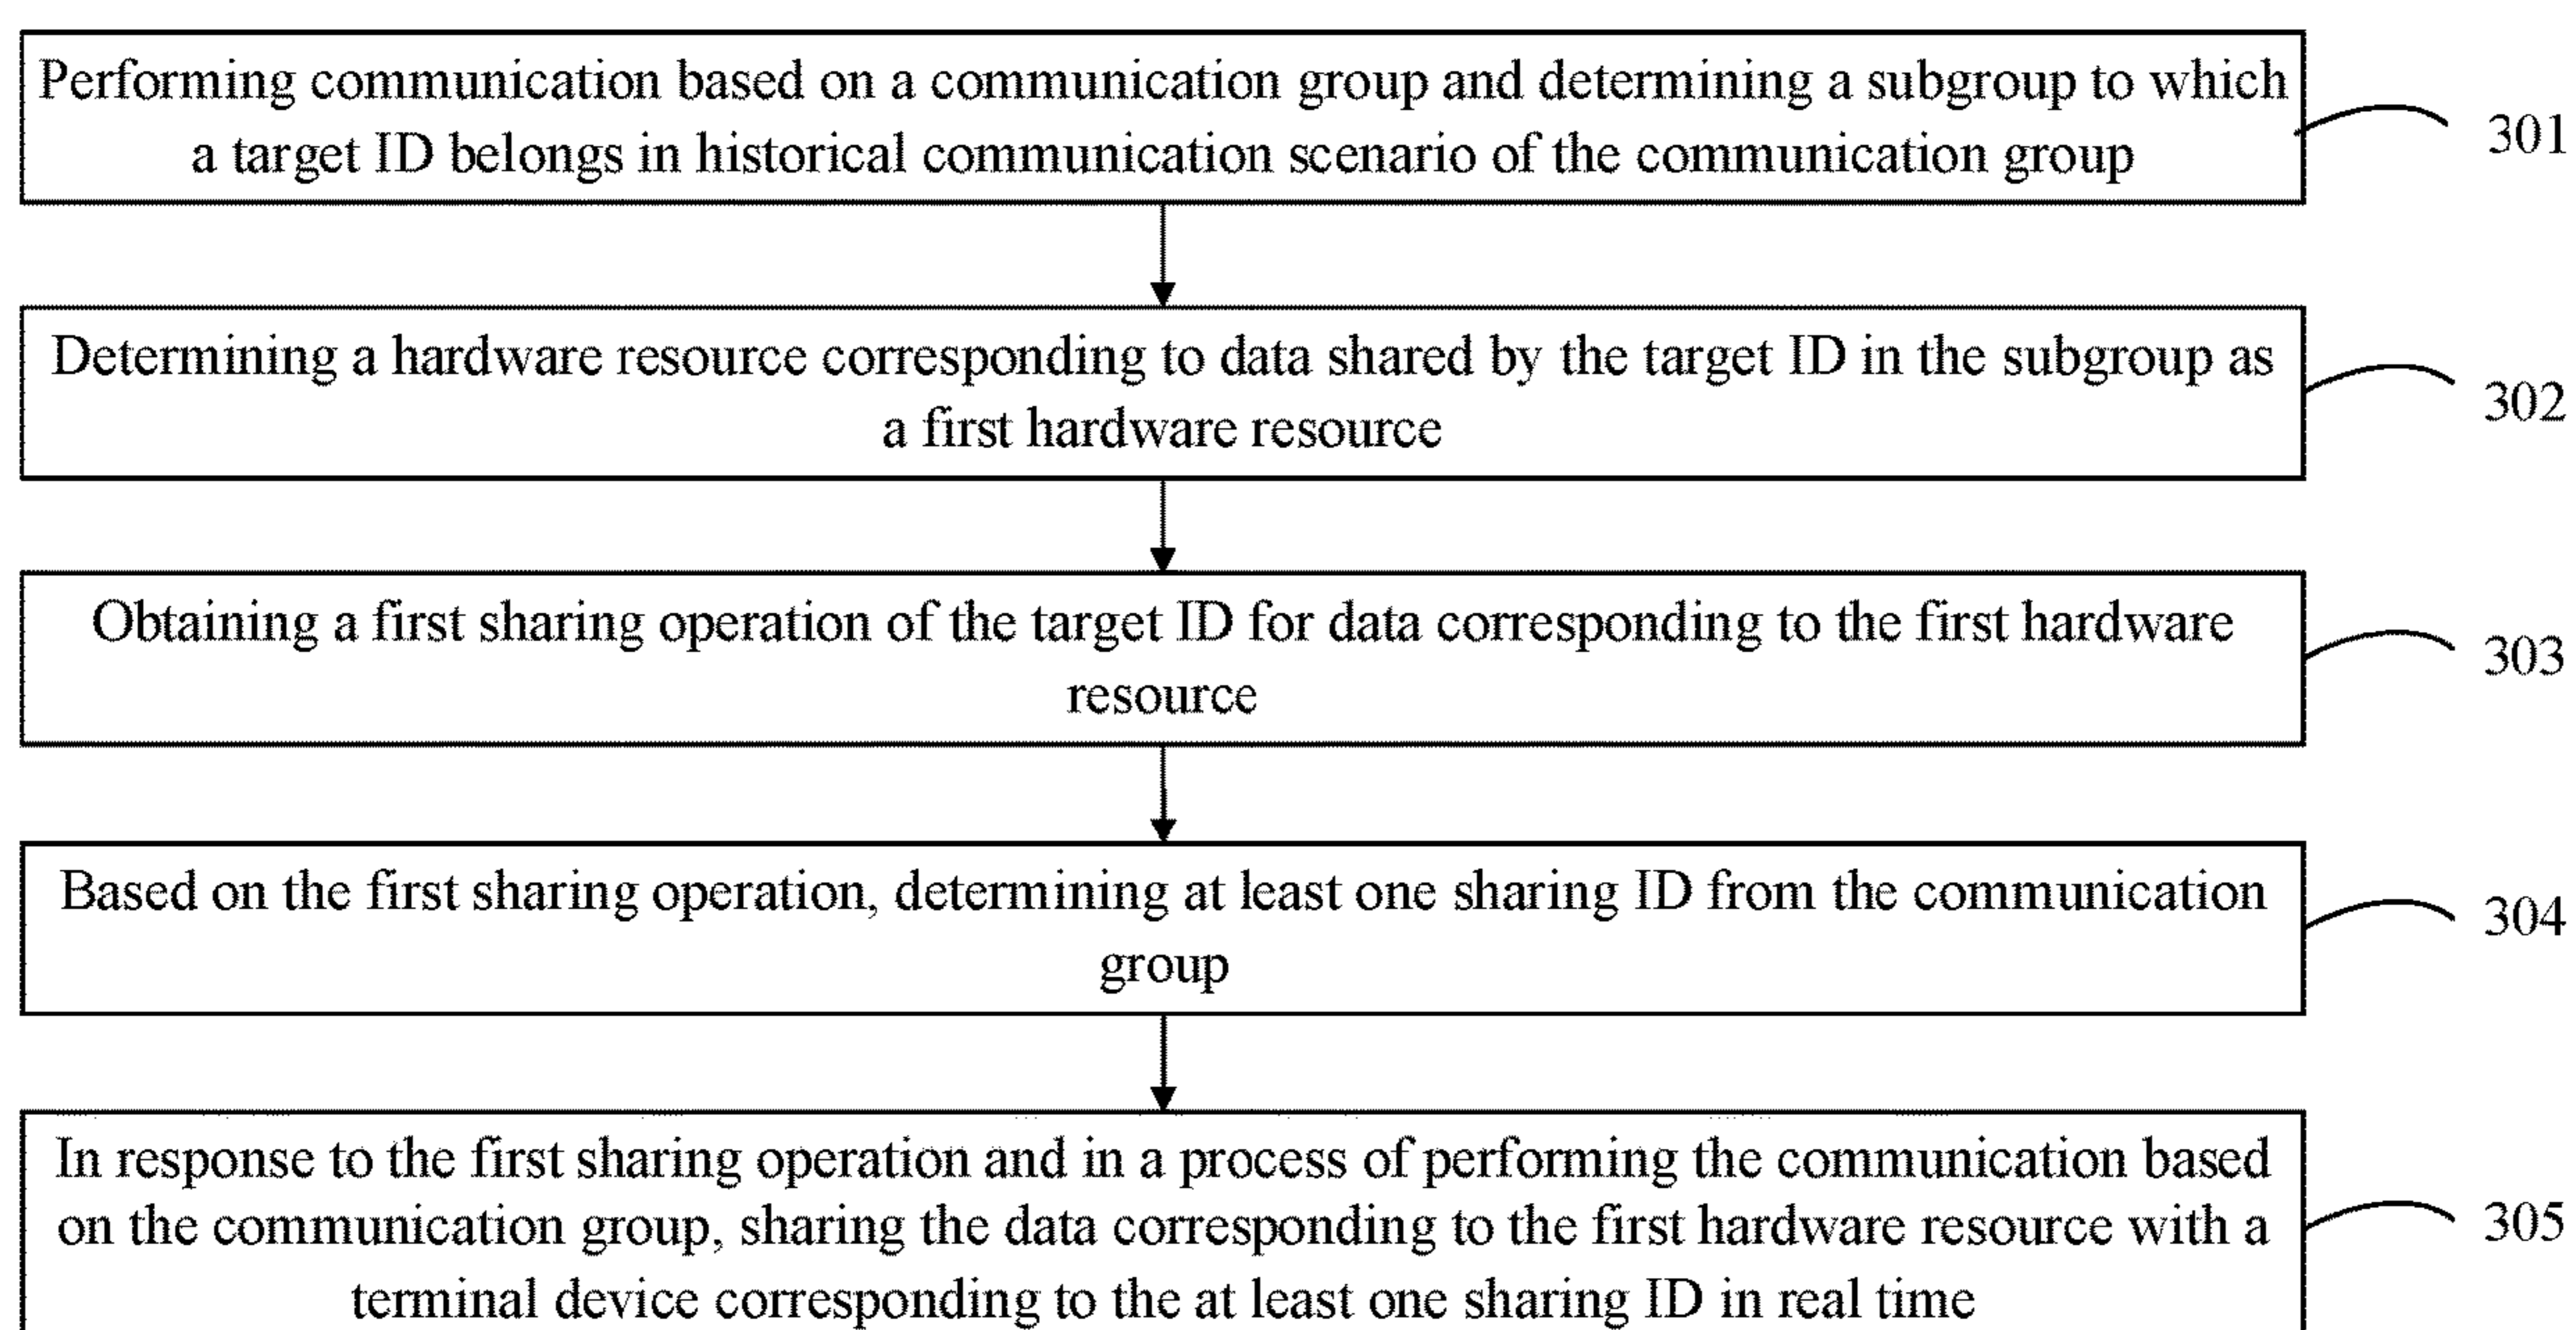 Performing communication based on a communication group and determining a subgroup to which
a target ID belongs in historical communication scenario of the communication group
301
Determining a hardware resource corresponding to data shared by the target ID in the subgroup as
a first hardware resource
302
Obtaining a first sharing operation of the target ID for data corresponding to the first hardware
resource
303
Based on the first sharing operation, determining at least one sharing ID from the communication
group
304
In response to the first sharing operation and in a process of performing the communication based
on the communication group, sharing the data corresponding to the first hardware resource with a
terminal device corresponding to the at least one sharing ID in real time
305